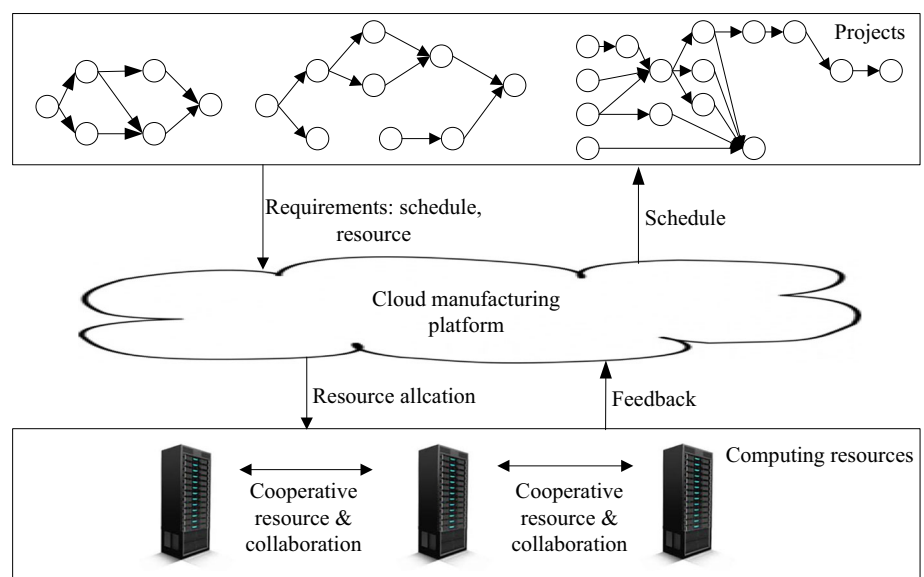 Projects
Requirements: schedule,
resource
Schedule
Cloud manufacturing
platform
Resource allcation
Feedback
Computing resources
Cooperative
resource &
collaboration
Cooperative
resource &
collaboration